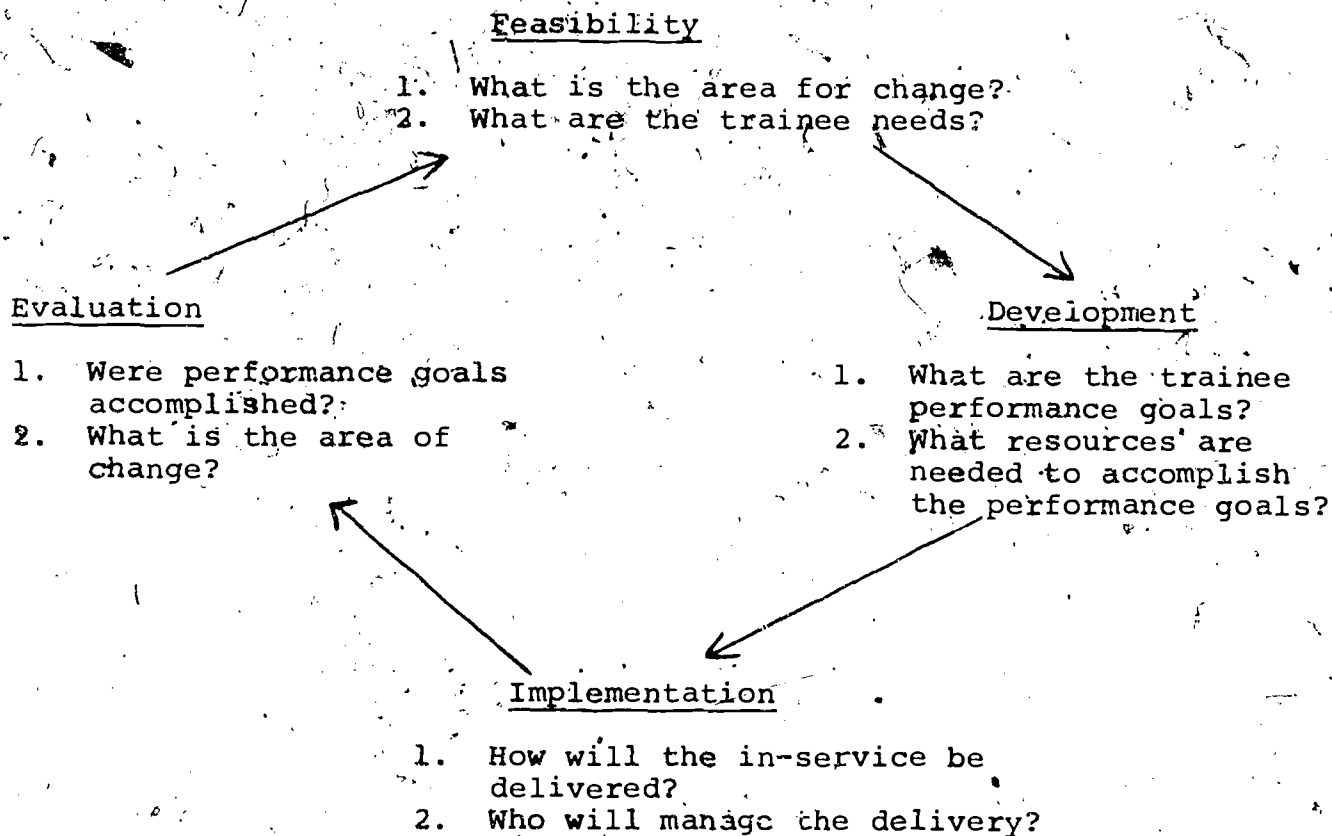 Feasibility
1. What is the area for change?
2. What are the trainee needs?
Evaluation
1. Were performance goals
accomplished?
2. What is the area of
change?
Development
1. What are the trainee
performance goals?
2. What resources are
needed to accomplish
the performance goals?
Implementation
1. How will the in-service be
delivered?
2. Who will manage the delivery?